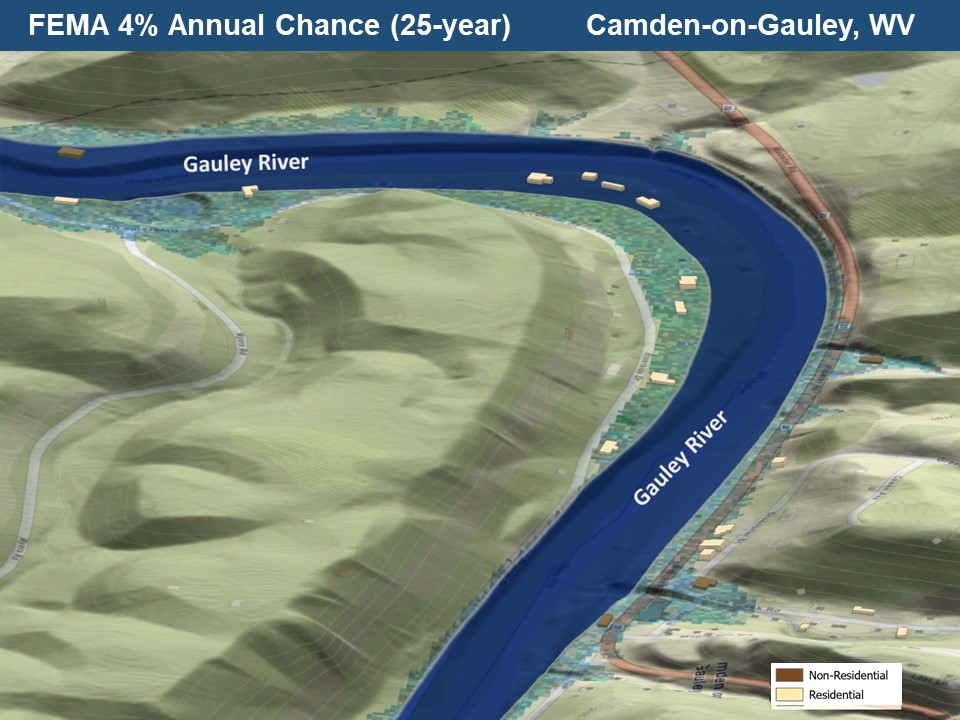 FEMA 4% Annual Chance (25-year)
Camden-on-Gauley, WV
Gauley River
Gauley River
Non-Residential
Residential